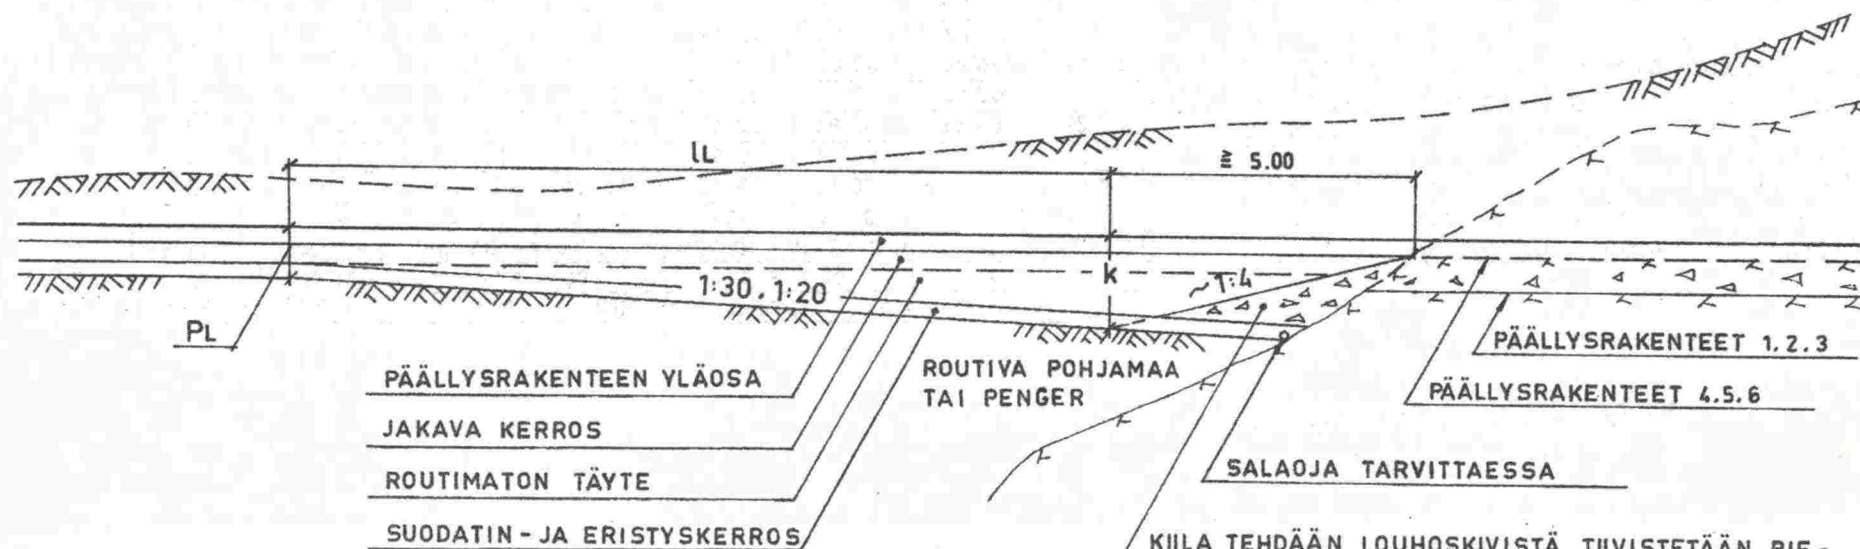 lL
≧ 5.00
k
~1:4
1:30, 1:20
PL
PÄÄLLYSRAKENTEET 1.2.3
PÄÄLLYSRAKENTEEN YLÄOSA
ROUTIVA POHJAMAA
TAI PENGER
PÄÄLLYSRAKENTEET 4.5.6
JAKAVA KERROS
SALAOJA TARVITTAESSA
ROUTIMATON TÄYTE
SUODATIN- JA ERISTYSKERROS
KIILA TEHDÄÄN LOUHOSKIVISTÄ TIIVISTETÄÄN PIE-